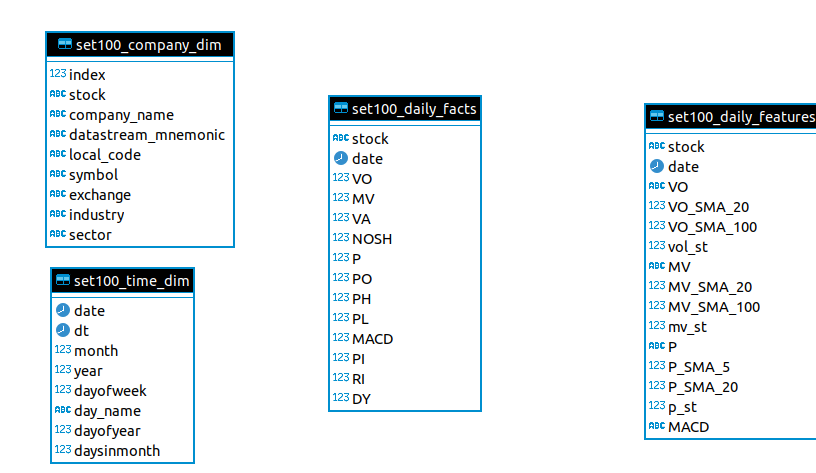 set100_company_dim
123 index
ABC stock
ABC company_name
ABC datastream_mnemonic
ABC local_code
ABC symbol
ABC exchange
ABC industry
ABC sector
set100_time_dim
date
dt
123 month
123 year
123 dayofweek
ABC day_name
123 dayofyear
123 daysinmonth
set100_daily_facts
ABC stock
date
123 VO
123 MV
123 VA
123 NOSH
123 P
123 PO
123 PH
123 PL
123 MACD
123 PI
123 RI
123 DY
set100_daily_features
ABC stock
date
ABC VO
123 VO_SMA_20
123 VO_SMA_100
123 vol_st
ABC MV
123 MV_SMA_20
123 MV_SMA_100
123 mv_st
ABC P
123 P_SMA_5
123 P_SMA_20
123 p_st
ABC MACD